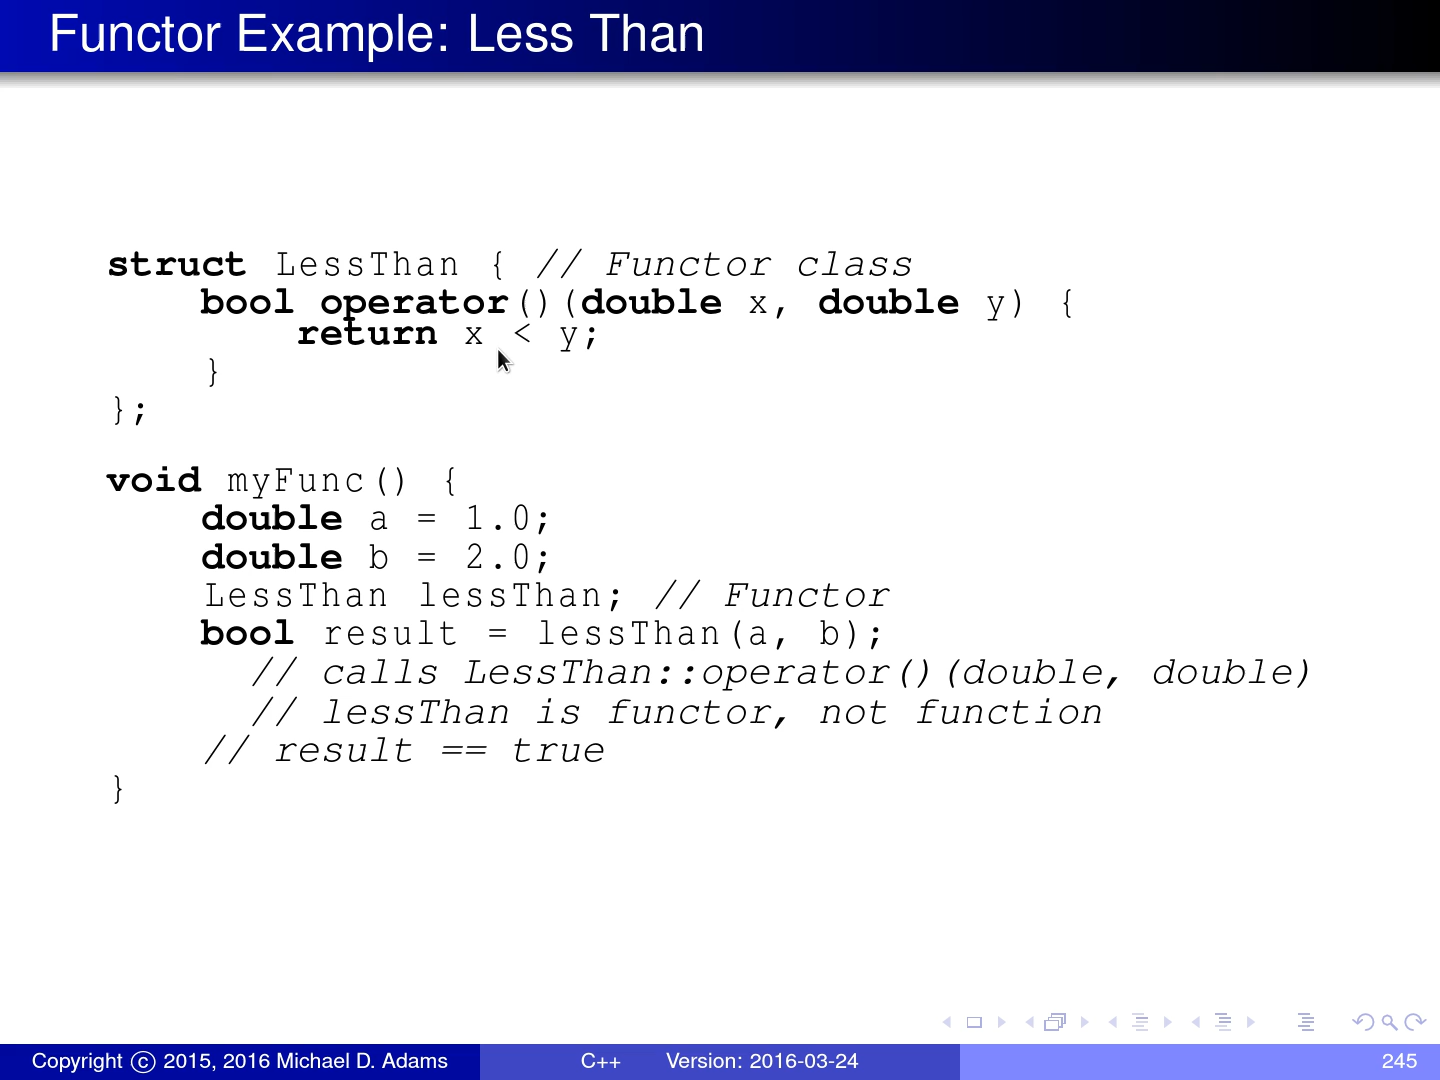 Functor Example: Less Than
struct LessThan { // Functor class
bool operator()(double x, double y) {
return x < y;
}
};
void myFunc() {
double a = 1.0;
double b = 2.0;
LessThan lessThan; // Functor
bool result = lessThan(a, b);
// calls LessThan::operator()(double, double)
// lessThan is functor, not function
// result == true
}
Copyright © 2015, 2016 Michael D. Adams C++ Version: 2016-03-24 245